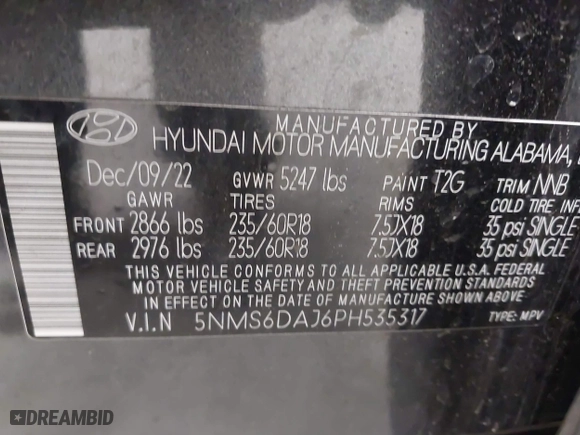 MANUFACTURED BY
HYUNDAI MOTOR MANUFACTURING ALABAMA,
Dec/09/22 GVWR 5247 lbs PAINT T2G TRIM NNB
GAWR TIRES RIMS COLD TIRE INF
FRONT 2866 lbs 235/60R18 7.5JX18 35 psi SINGLE
REAR 2976 lbs 235/60R18 7.5JX18 35 psi SINGLE
THIS VEHICLE CONFORMS TO ALL APPLICABLE U.S.A. FEDERAL
MOTOR VEHICLE SAFETY AND THEFT PREVENTION STANDARDS
IN EFFECT ON THE DATE OF MANUFACTURE SHOWN ABOVE.
V.I.N 5NMS6DAJ6PH535317 TYPE: MPV
DREAMBID